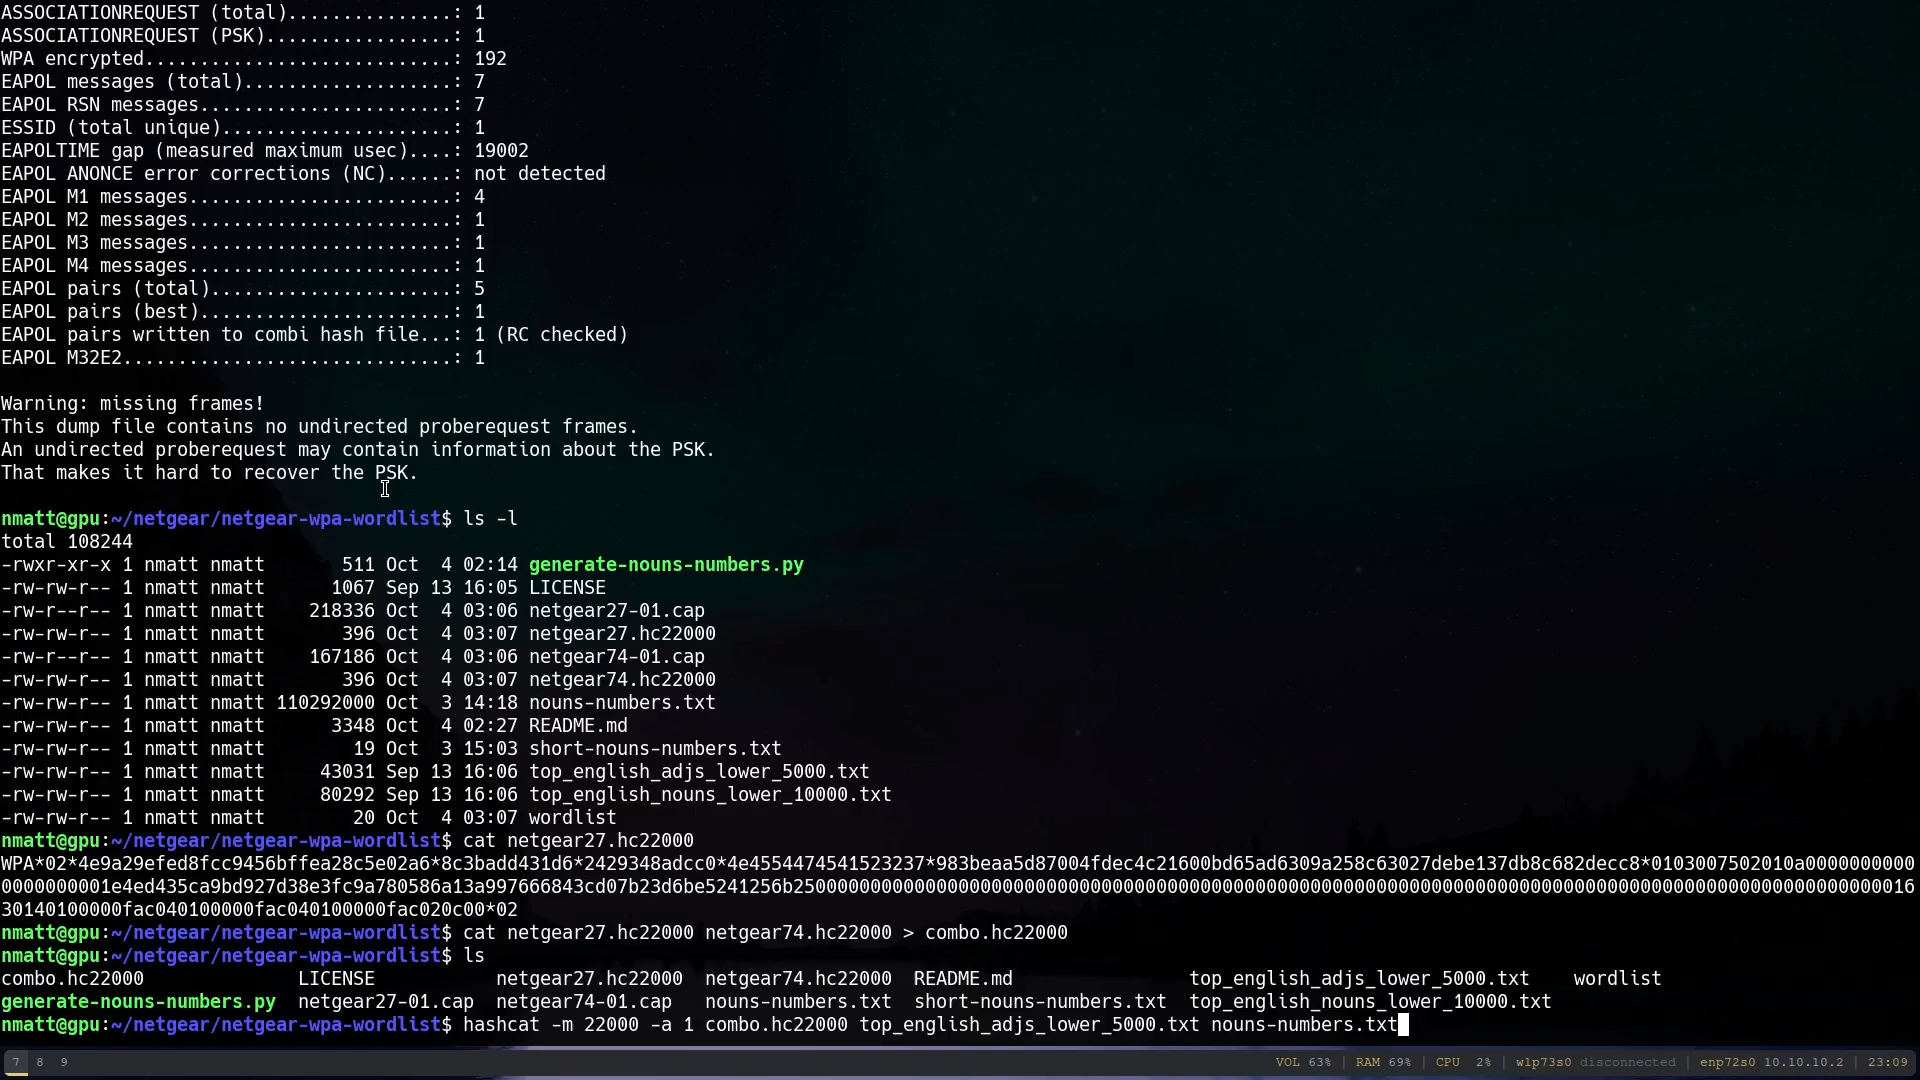 ASSOCIATIONREQUEST (total)...............: 1
ASSOCIATIONREQUEST (PSK).................: 1
WPA encrypted............................: 192
EAPOL messages (total)...................: 7
EAPOL RSN messages.......................: 7
ESSID (total unique).....................: 1
EAPOLTIME gap (measured maximum usec)....: 19002
EAPOL ANONCE error corrections (NC)......: not detected
EAPOL M1 messages........................: 4
EAPOL M2 messages........................: 1
EAPOL M3 messages........................: 1
EAPOL M4 messages........................: 1
EAPOL pairs (total)......................: 5
EAPOL pairs (best).......................: 1
EAPOL pairs written to combi hash file...: 1 (RC checked)
EAPOL M32E2..............................: 1

Warning: missing frames!
This dump file contains no undirected proberequest frames.
An undirected proberequest may contain information about the PSK.
That makes it hard to recover the PSK.

nmatt@gpu:~/netgear/netgear-wpa-wordlist$ ls -l
total 108244
-rwxr-xr-x 1 nmatt nmatt       511 Oct  4 02:14 generate-nouns-numbers.py
-rw-rw-r-- 1 nmatt nmatt      1067 Sep 13 16:05 LICENSE
-rw-r--r-- 1 nmatt nmatt    218336 Oct  4 03:06 netgear27-01.cap
-rw-rw-r-- 1 nmatt nmatt       396 Oct  4 03:07 netgear27.hc22000
-rw-r--r-- 1 nmatt nmatt    167186 Oct  4 03:06 netgear74-01.cap
-rw-rw-r-- 1 nmatt nmatt       396 Oct  4 03:07 netgear74.hc22000
-rw-rw-r-- 1 nmatt nmatt 110292000 Oct  3 14:18 nouns-numbers.txt
-rw-rw-r-- 1 nmatt nmatt      3348 Oct  4 02:27 README.md
-rw-rw-r-- 1 nmatt nmatt        19 Oct  3 15:03 short-nouns-numbers.txt
-rw-rw-r-- 1 nmatt nmatt     43031 Sep 13 16:06 top_english_adjs_lower_5000.txt
-rw-rw-r-- 1 nmatt nmatt     80292 Sep 13 16:06 top_english_nouns_lower_10000.txt
-rw-rw-r-- 1 nmatt nmatt        20 Oct  4 03:07 wordlist
nmatt@gpu:~/netgear/netgear-wpa-wordlist$ cat netgear27.hc22000
WPA*02*4e9a29efed8fcc9456bffea28c5e02a6*8c3badd431d6*2429348adcc0*4e4554474541523237*983beaa5d87004fdec4c21600bd65ad6309a258c63027debe137db8c682decc8*0103007502010a0000000000
0000000001e4ed435ca9bd927d38e3fc9a780586a13a997666843cd07b23d6be5241256b250000000000000000000000000000000000000000000000000000000000000000000000000000000000000000000000000016
30140100000fac040100000fac040100000fac020c00*02
nmatt@gpu:~/netgear/netgear-wpa-wordlist$ cat netgear27.hc22000 netgear74.hc22000 > combo.hc22000
nmatt@gpu:~/netgear/netgear-wpa-wordlist$ ls
combo.hc22000              LICENSE           netgear27.hc22000  netgear74.hc22000  README.md                top_english_adjs_lower_5000.txt    wordlist
generate-nouns-numbers.py  netgear27-01.cap  netgear74-01.cap   nouns-numbers.txt  short-nouns-numbers.txt  top_english_nouns_lower_10000.txt
nmatt@gpu:~/netgear/netgear-wpa-wordlist$ hashcat -m 22000 -a 1 combo.hc22000 top_english_adjs_lower_5000.txt nouns-numbers.txt
7 8 9 VOL 63% | RAM 69% | CPU 2% | wlp73s0 disconnected | enp72s0 10.10.10.2 | 23:09